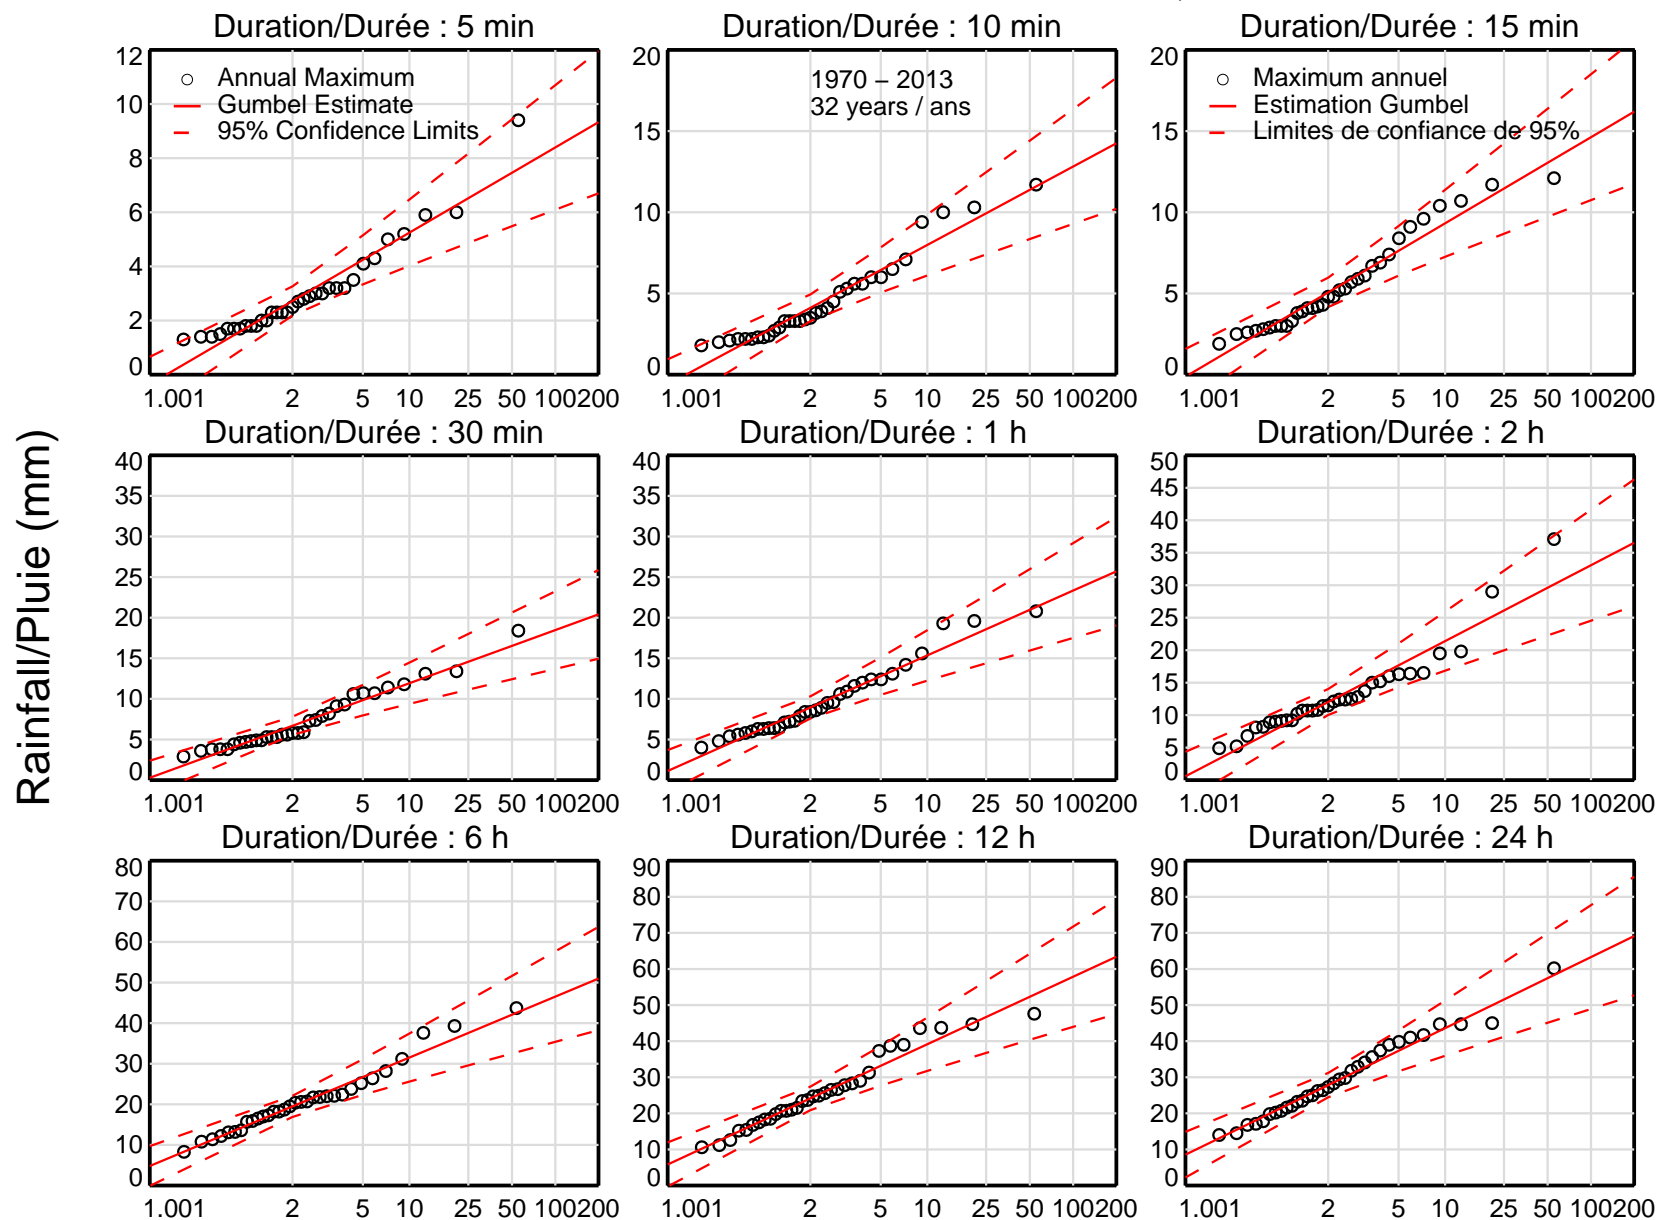 Duration/Durée : 5 min
Duration/Durée : 10 min
Duration/Durée : 15 min
12
10
8
6
4
2
0
Annual Maximum
Gumbel Estimate
95% Confidence Limits
1.001 2 5 10 25 50 100 200
20
15
10
5
0
1970 − 2013
32 years / ans
1.001 2 5 10 25 50 100 200
20
15
10
5
0
Maximum annuel
Estimation Gumbel
Limites de confiance de 95%
1.001 2 5 10 25 50 100 200
Rainfall/Pluie (mm)
Duration/Durée : 30 min
Duration/Durée : 1 h
Duration/Durée : 2 h
40
35
30
25
20
15
10
5
0
1.001 2 5 10 25 50 100 200
40
35
30
25
20
15
10
5
0
1.001 2 5 10 25 50 100 200
50
45
40
35
30
25
20
15
10
5
0
1.001 2 5 10 25 50 100 200
Duration/Durée : 6 h
Duration/Durée : 12 h
Duration/Durée : 24 h
80
70
60
50
40
30
20
10
0
1.001 2 5 10 25 50 100 200
90
80
70
60
50
40
30
20
10
0
1.001 2 5 10 25 50 100 200
90
80
70
60
50
40
30
20
10
0
1.001 2 5 10 25 50 100 200